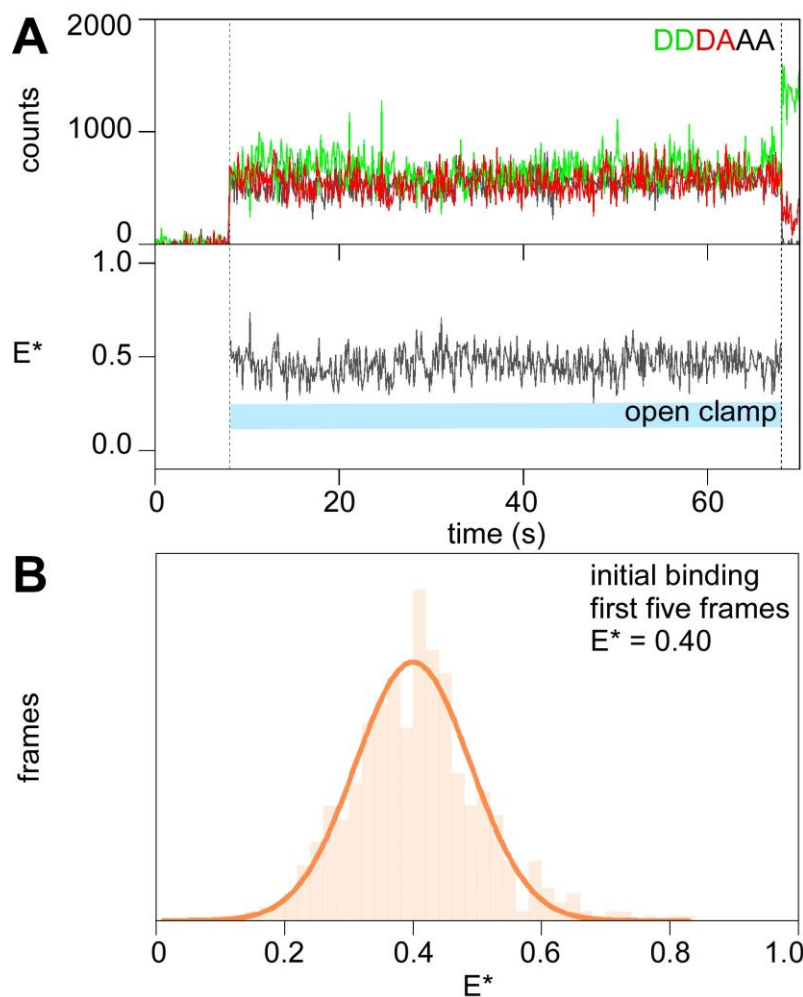 A
2000
DDDAAA
counts
1000
0
1.0
E*
0.5
open clamp
0.0
0
20
40
60
time (s)
B
initial binding
first five frames
E* = 0.40
frames
0
0.2
0.4
0.6
0.8
1.0
E*